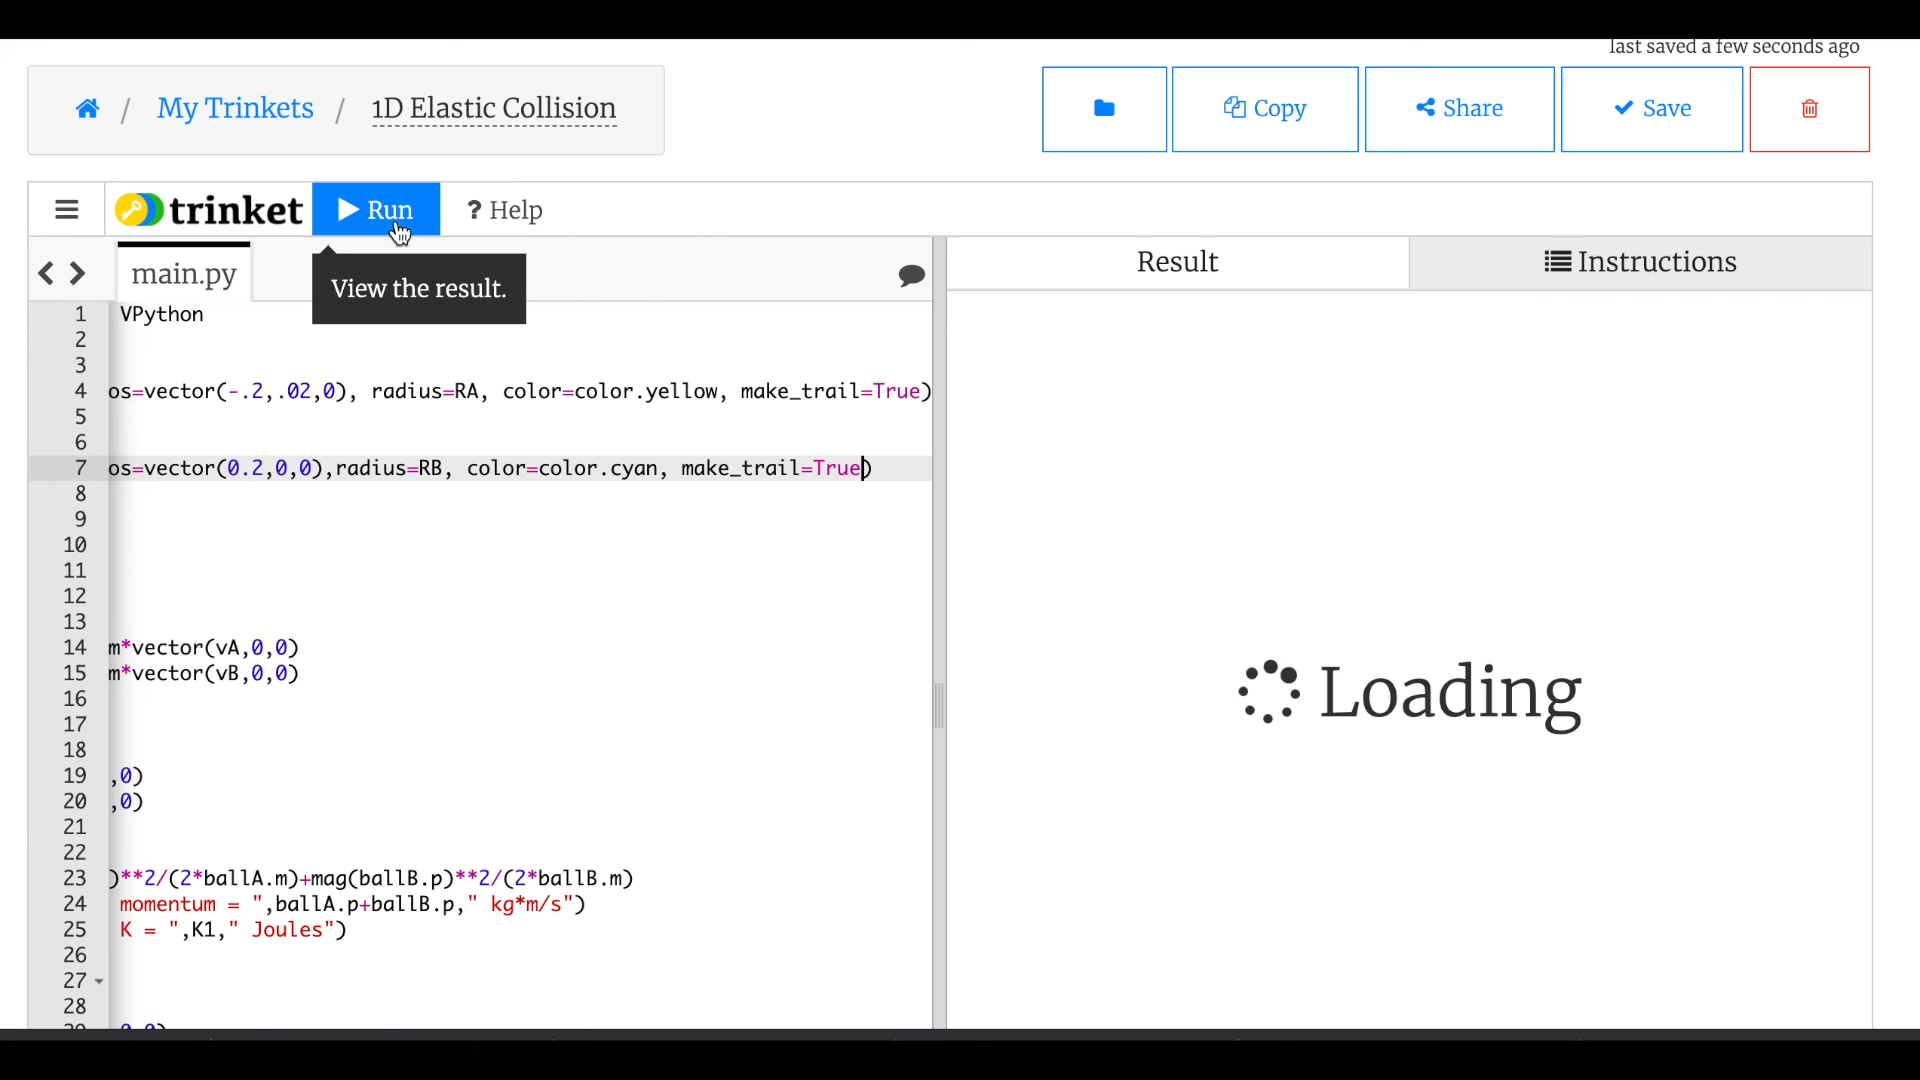 last saved a few seconds ago
/ My Trinkets / 1D Elastic Collision
Copy
Share
Save
trinket
Run
? Help
main.py
View the result.
Result
Instructions
1 VPython
2
3
4 os=vector(-.2,.02,0), radius=RA, color=color.yellow, make_trail=True)
5
6
7 os=vector(0.2,0,0),radius=RB, color=color.cyan, make_trail=True)
8
9
10
11
12
13
14 m*vector(vA,0,0)
15 m*vector(vB,0,0)
16
17
18
19 ,0)
20 ,0)
21
22
23 )**2/(2*ballA.m)+mag(ballB.p)**2/(2*ballB.m)
24 momentum = ",ballA.p+ballB.p," kg*m/s")
25 K = ",K1," Joules")
26
27
28
Loading